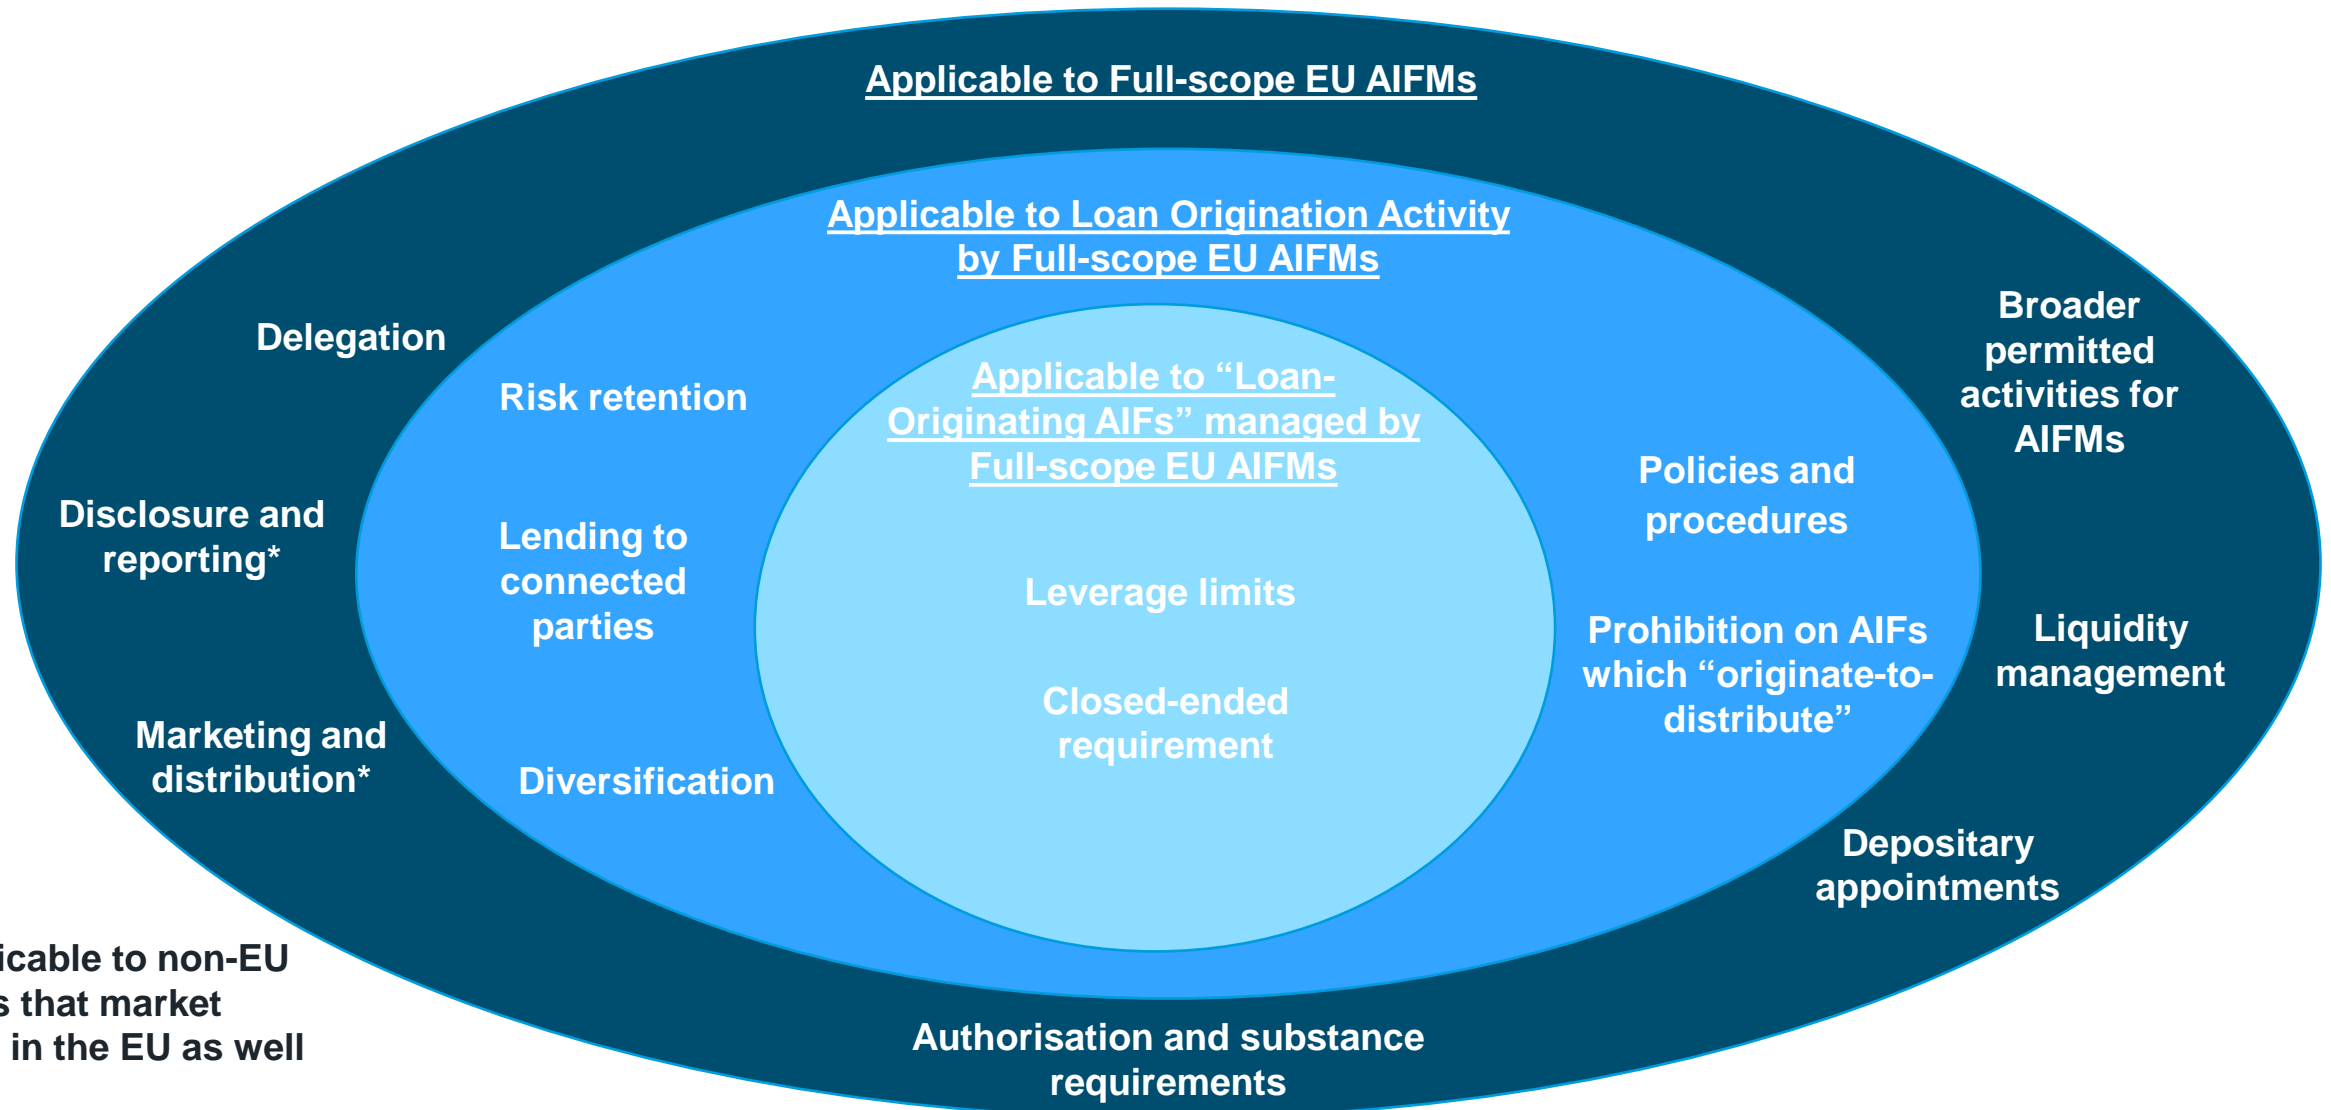 Applicable to Full-scope EU AIFMs
Applicable to Loan Origination Activity
by Full-scope EU AIFMs
Applicable to “Loan-
Originating AIFs” managed by
Full-scope EU AIFMs
Delegation
Disclosure and
reporting*
Marketing and
distribution*
Risk retention
Lending to
connected
parties
Diversification
Leverage limits
Closed-ended
requirement
Policies and
procedures
Prohibition on AIFs
which “originate-to-
distribute”
Broader
permitted
activities for
AIFMs
Liquidity
management
Depositary
appointments
Authorisation and substance
requirements
to non-EU
that market
in the EU as well